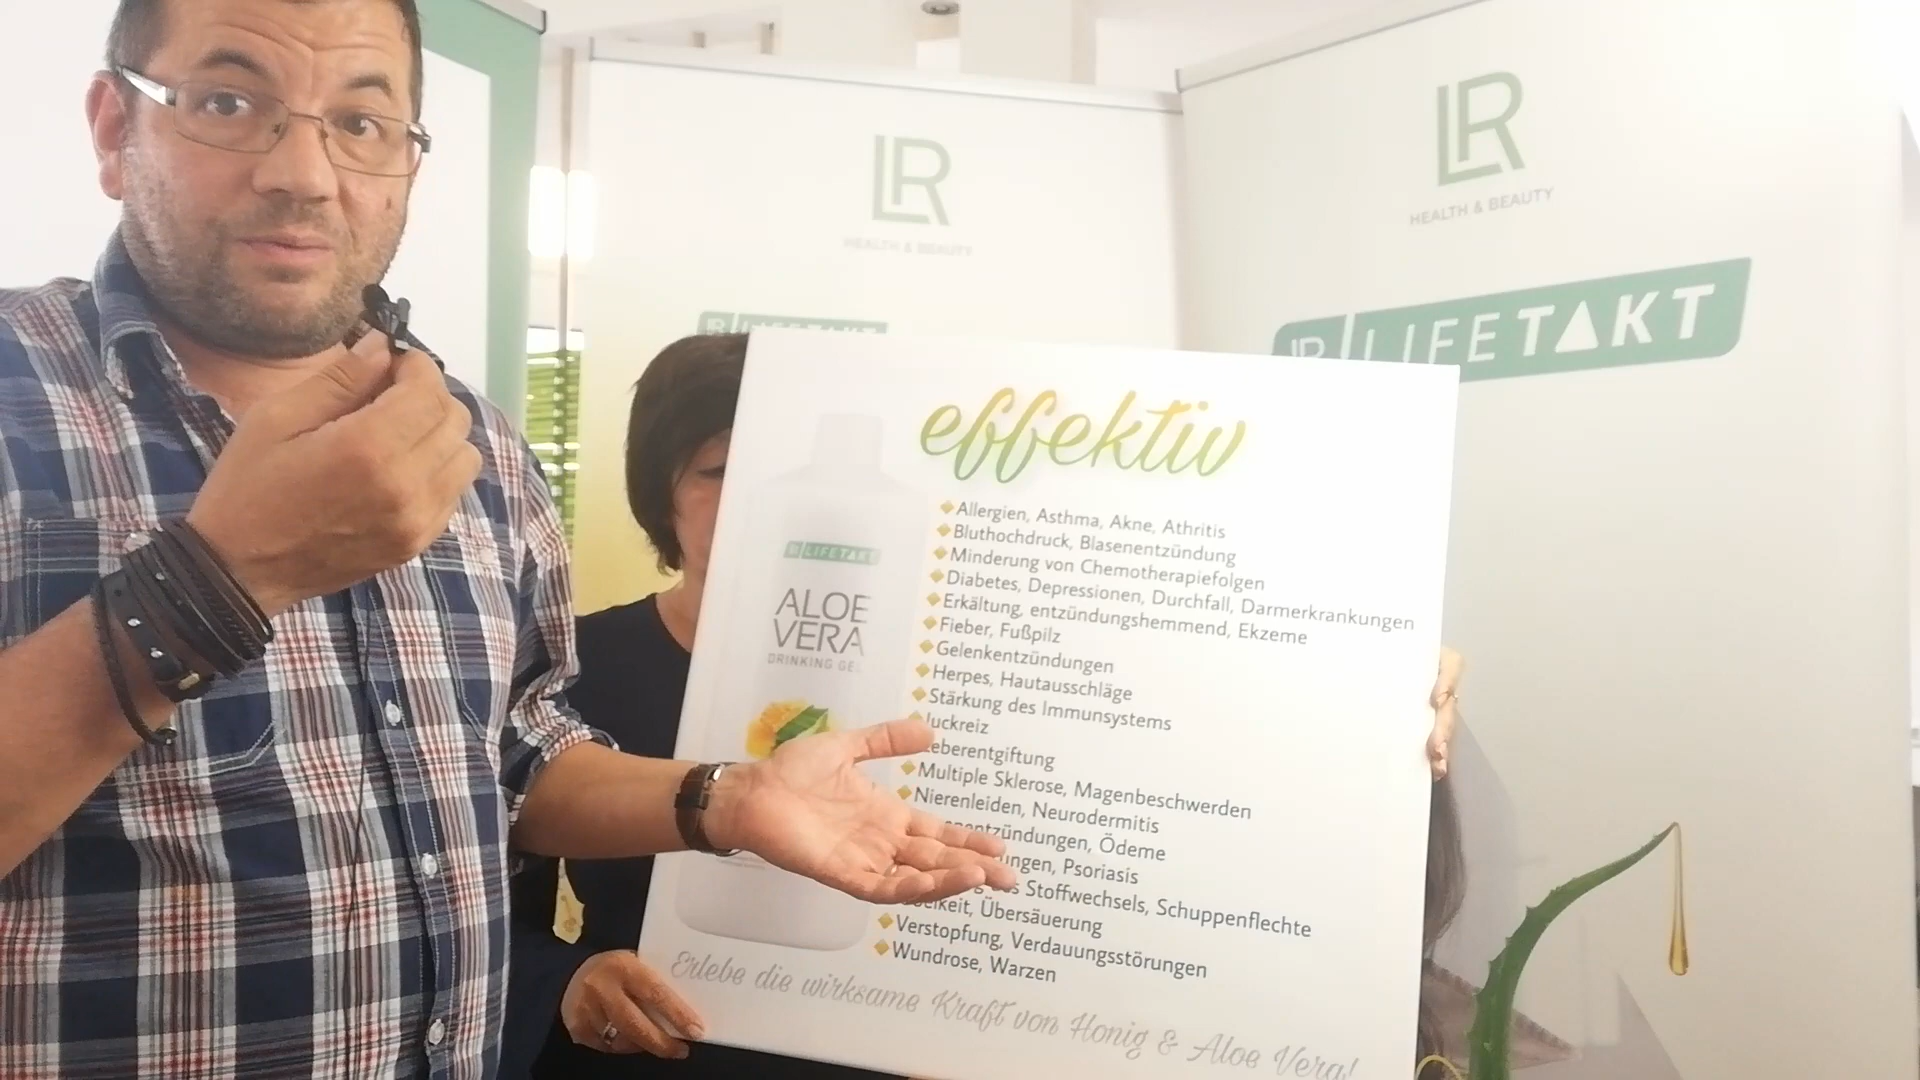 LR
HEALTH & BEAUTY
LR
HEALTH & BEAUTY
LR LIFETAKT
LR LIFETAKT
effektiv
LR LIFETAKT
ALOE
VERA
DRINKING GEL
Allergien, Asthma, Akne, Athritis
Bluthochdruck, Blasenentzündung
Minderung von Chemotherapiefolgen
Diabetes, Depressionen, Durchfall, Darmerkrankungen
Erkältung, entzündungshemmend, Ekzeme
Fieber, Fußpilz
Gelenkentzündungen
Herpes, Hautausschläge
Stärkung des Immunsystems
Juckreiz
Leberentgiftung
Multiple Sklerose, Magenbeschwerden
Nierenleiden, Neurodermitis
Ödeme
Psoriasis
Stoffwechsels, Schuppenflechte
Übersäuerung
Verstopfung, Verdauungsstörungen
Wundrose, Warzen
Erlebe die wirksame Kraft von Honig & Aloe Vera!